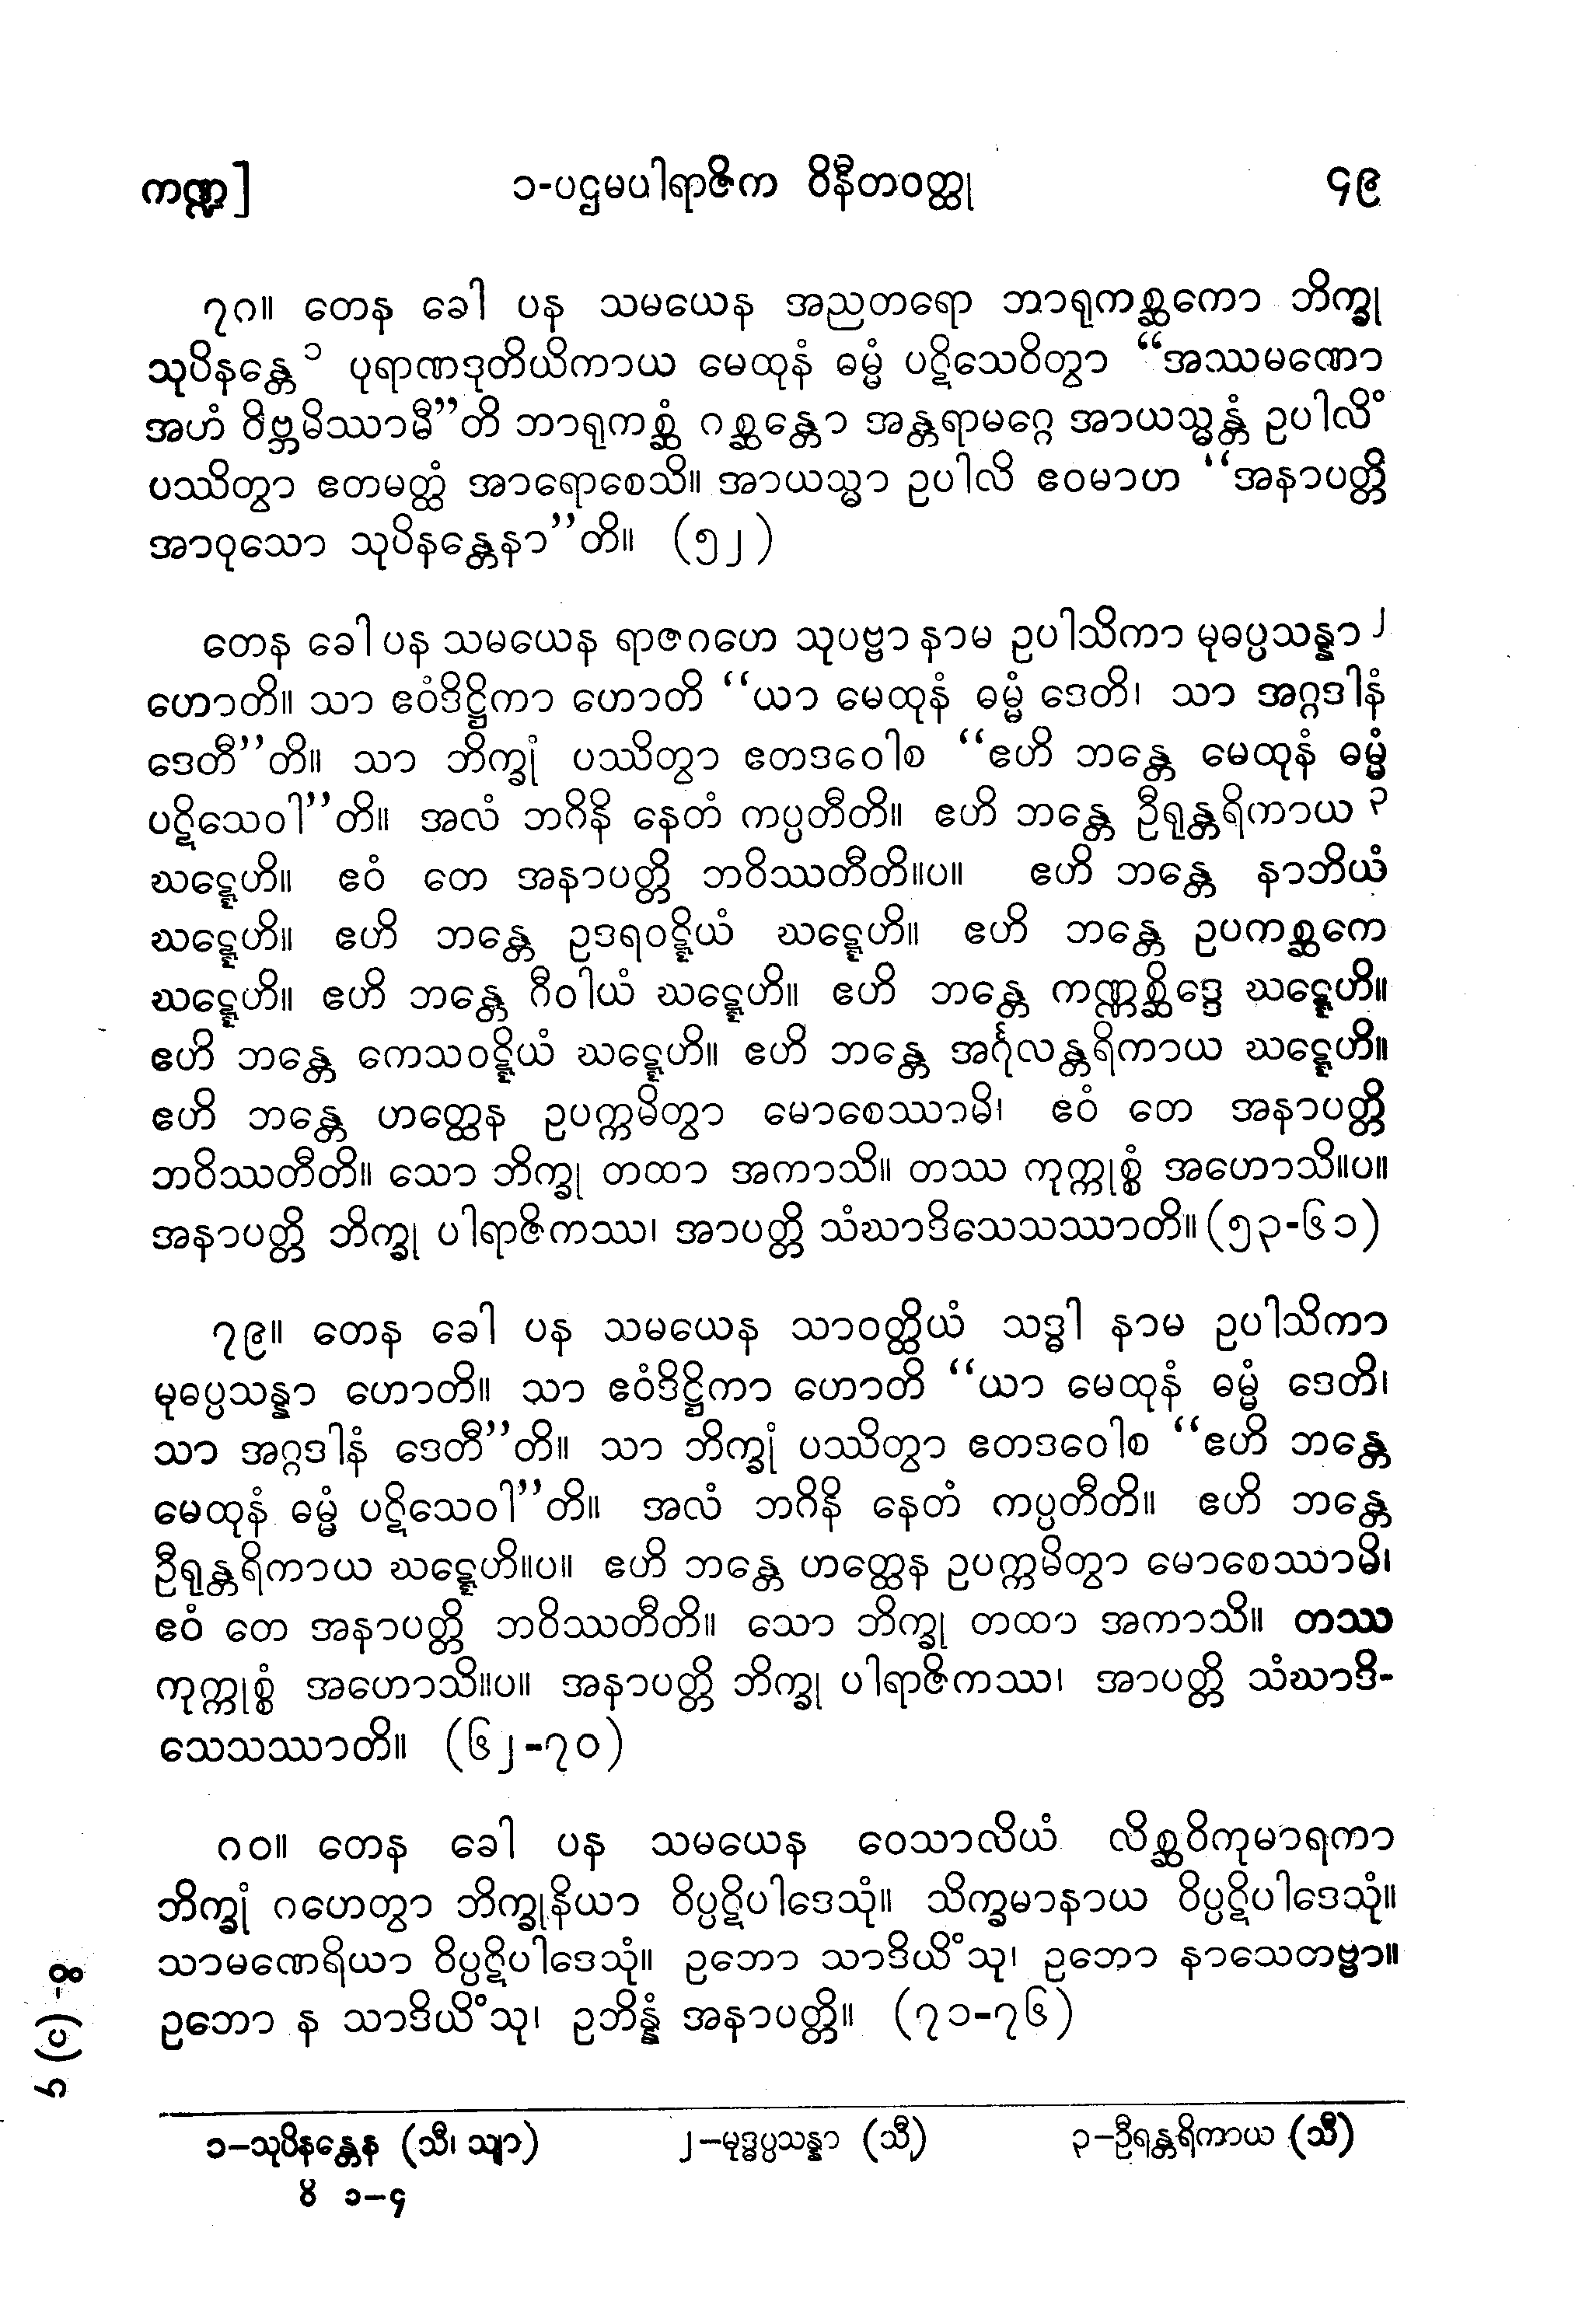 ကဏ္ဍ] ၁-ပဌမပါရာဇိက ဝိနီတဝတ္ထု ၄၉
၇၈။ တေန ခေါ ပန သမယေန အညတရော ဘာရုကစ္ဆကော ဘိက္ခု
သုပိနန္တေ ၁ ပုရာဏဒုတိယိကာယ မေထုနံ ဓမ္မံ ပဋိသေဝိတွာ “အဿမဏော
အဟံ ဝိဗ္ဘမိဿာမီ”တိ ဘာရုကစ္ဆံ ဂစ္ဆန္တော အန္တရာမဂ္ဂေ အာယသ္မန္တံ ဥပါလိံ
ပဿိတွာ ဧတမတ္ထံ အာရောစေသိ။ အာယသ္မာ ဥပါလိ ဧဝမာဟ “အနာပတ္တိ
အာဝုသော သုပိနန္တေနာ”တိ။ (၅၂)
တေန ခေါ ပန သမယေန ရာဇဂဟေ သုပဗ္ဗာ နာမ ဥပါသိကာ မုဓပ္ပသန္နာ ၂
ဟောတိ။ သာ ဧဝံဒိဋ္ဌိကာ ဟောတိ “ယာ မေထုနံ ဓမ္မံ ဒေတိ၊ သာ အဂ္ဂဒါနံ
ဒေတီ”တိ။ သာ ဘိက္ခုံ ပဿိတွာ ဧတဒဝေါစ “ဧဟိ ဘန္တေ မေထုနံ ဓမ္မံ
ပဋိသေဝါ”တိ။ အလံ ဘဂိနိ နေတံ ကပ္ပတီတိ။ ဧဟိ ဘန္တေ ဦရုန္တရိကာယ ၃
ဃဋ္ဋေဟိ။ ဧဝံ တေ အနာပတ္တိ ဘဝိဿတီတိ။ပ။ ဧဟိ ဘန္တေ နာဘိယံ
ဃဋ္ဋေဟိ။ ဧဟိ ဘန္တေ ဥဒရဝဋ္ဋိယံ ဃဋ္ဋေဟိ။ ဧဟိ ဘန္တေ ဥပကစ္ဆကေ
ဃဋ္ဋေဟိ။ ဧဟိ ဘန္တေ ဂီဝါယံ ဃဋ္ဋေဟိ။ ဧဟိ ဘန္တေ ကဏ္ဏစ္ဆိဒ္ဒေ ဃဋ္ဋေဟိ။
ဧဟိ ဘန္တေ ကေသဝဋ္ဋိယံ ဃဋ္ဋေဟိ။ ဧဟိ ဘန္တေ အင်္ဂုလန္တရိကာယ ဃဋ္ဋေဟိ။
ဧဟိ ဘန္တေ ဟတ္ထေန ဥပက္ကမိတွာ မောစေဿာမိ၊ ဧဝံ တေ အနာပတ္တိ
ဘဝိဿတီတိ။ သော ဘိက္ခု တထာ အကာသိ။ တဿ ကုက္ကုစ္စံ အဟောသိ။ပ။
အနာပတ္တိ ဘိက္ခု ပါရာဇိကဿ၊ အာပတ္တိ သံဃာဒိသေသဿာတိ။ (၅၃-၆၁)
၇၉။ တေန ခေါ ပန သမယေန သာဝတ္ထိယံ သဒ္ဓါ နာမ ဥပါသိကာ
မုဓပ္ပသန္နာ ဟောတိ။ သာ ဧဝံဒိဋ္ဌိကာ ဟောတိ “ယာ မေထုနံ ဓမ္မံ ဒေတိ၊
သာ အဂ္ဂဒါနံ ဒေတီ”တိ။ သာ ဘိက္ခုံ ပဿိတွာ ဧတဒဝေါစ “ဧဟိ ဘန္တေ
မေထုနံ ဓမ္မံ ပဋိသေဝါ”တိ။ အလံ ဘဂိနိ နေတံ ကပ္ပတီတိ။ ဧဟိ ဘန္တေ
ဦရုန္တရိကာယ ဃဋ္ဋေဟိ။ပ။ ဧဟိ ဘန္တေ ဟတ္ထေန ဥပက္ကမိတွာ မောစေဿာမိ၊
ဧဝံ တေ အနာပတ္တိ ဘဝိဿတီတိ။ သော ဘိက္ခု တထာ အကာသိ။ တဿ
ကုက္ကုစ္စံ အဟောသိ။ပ။ အနာပတ္တိ ဘိက္ခု ပါရာဇိကဿ၊ အာပတ္တိ သံဃာဒိ-
သေသဿာတိ။ (၆၂-၇၀)
၈၀။ တေန ခေါ ပန သမယေန ဝေသာလိယံ လိစ္ဆဝိကုမာရကာ
ဘိက္ခုံ ဂဟေတွာ ဘိက္ခုနိယာ ဝိပ္ပဋိပါဒေသုံ။ သိက္ခမာနာယ ဝိပ္ပဋိပါဒေသုံ။
သာမဏေရိယာ ဝိပ္ပဋိပါဒေသုံ။ ဥဘော သာဒိယိံသု၊ ဥဘော နာသေတဗ္ဗာ။
ဥဘော န သာဒိယိံသု၊ ဥဘိန္နံ အနာပတ္တိ။ (၇၁-၇၆)
၁–သုပိနန္တေန (သီ၊ သျာ) ၂–မုဒ္ဓပ္ပသန္နာ (သီ) ၃–ဦရန္တရိကာယ (သီ)
ဝိ ၁–၄